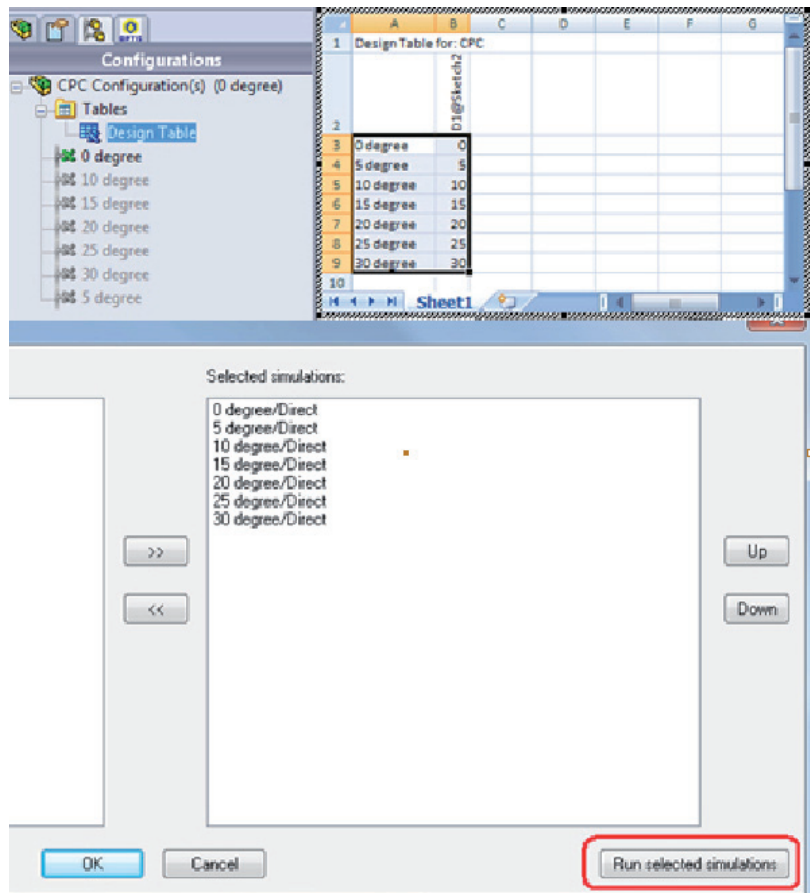 Configurations
CPC Configuration(s) (0 degree)
Tables
Design Table
0 degree
10 degree
15 degree
20 degree
25 degree
30 degree
5 degree
A B C D E F G
1 Design Table for: CPC
2 D1@Sketch2
3 0 degree 0
4 5 degree 5
5 10 degree 10
6 15 degree 15
7 20 degree 20
8 25 degree 25
9 30 degree 30
10
Sheet1
Selected simulations:
0 degree/Direct
5 degree/Direct
10 degree/Direct
15 degree/Direct
20 degree/Direct
25 degree/Direct
30 degree/Direct
>> Up
<< Down
OK Cancel Run selected simulations